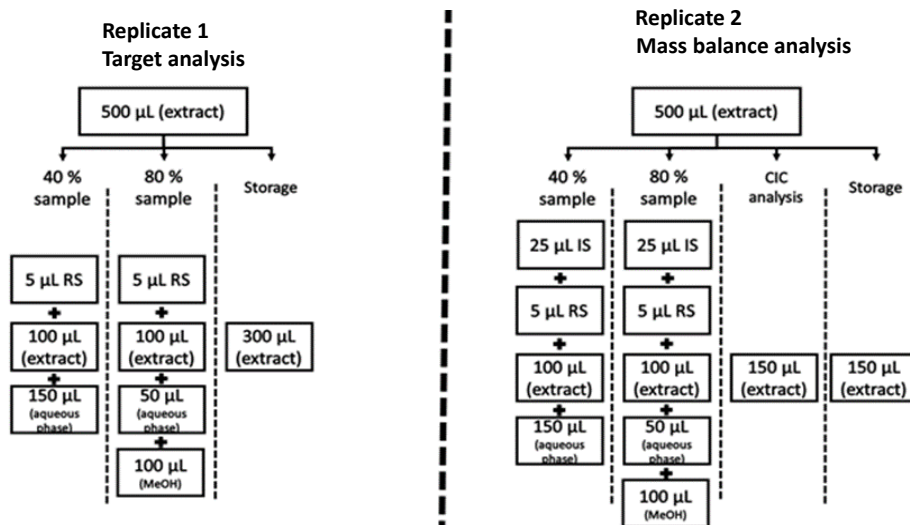 Replicate 1
Target analysis
500 µL (extract)
40 %
sample
80 %
sample
Storage
5 µL RS
+
100 µL
(extract)
+
150 µL
(aqueous
phase)
5 µL RS
+
100 µL
(extract)
+
50 µL
(aqueous
phase)
+
100 µL
(MeOH)
300 µL
(extract)
Replicate 2
Mass balance analysis
500 µL (extract)
40 %
sample
80 %
sample
CIC
analysis
Storage
25 µL IS
+
5 µL RS
+
100 µL
(extract)
+
150 µL
(aqueous
phase)
25 µL IS
+
5 µL RS
+
100 µL
(extract)
+
50 µL
(aqueous
phase)
+
100 µL
(MeOH)
150 µL
(extract)
150 µL
(extract)